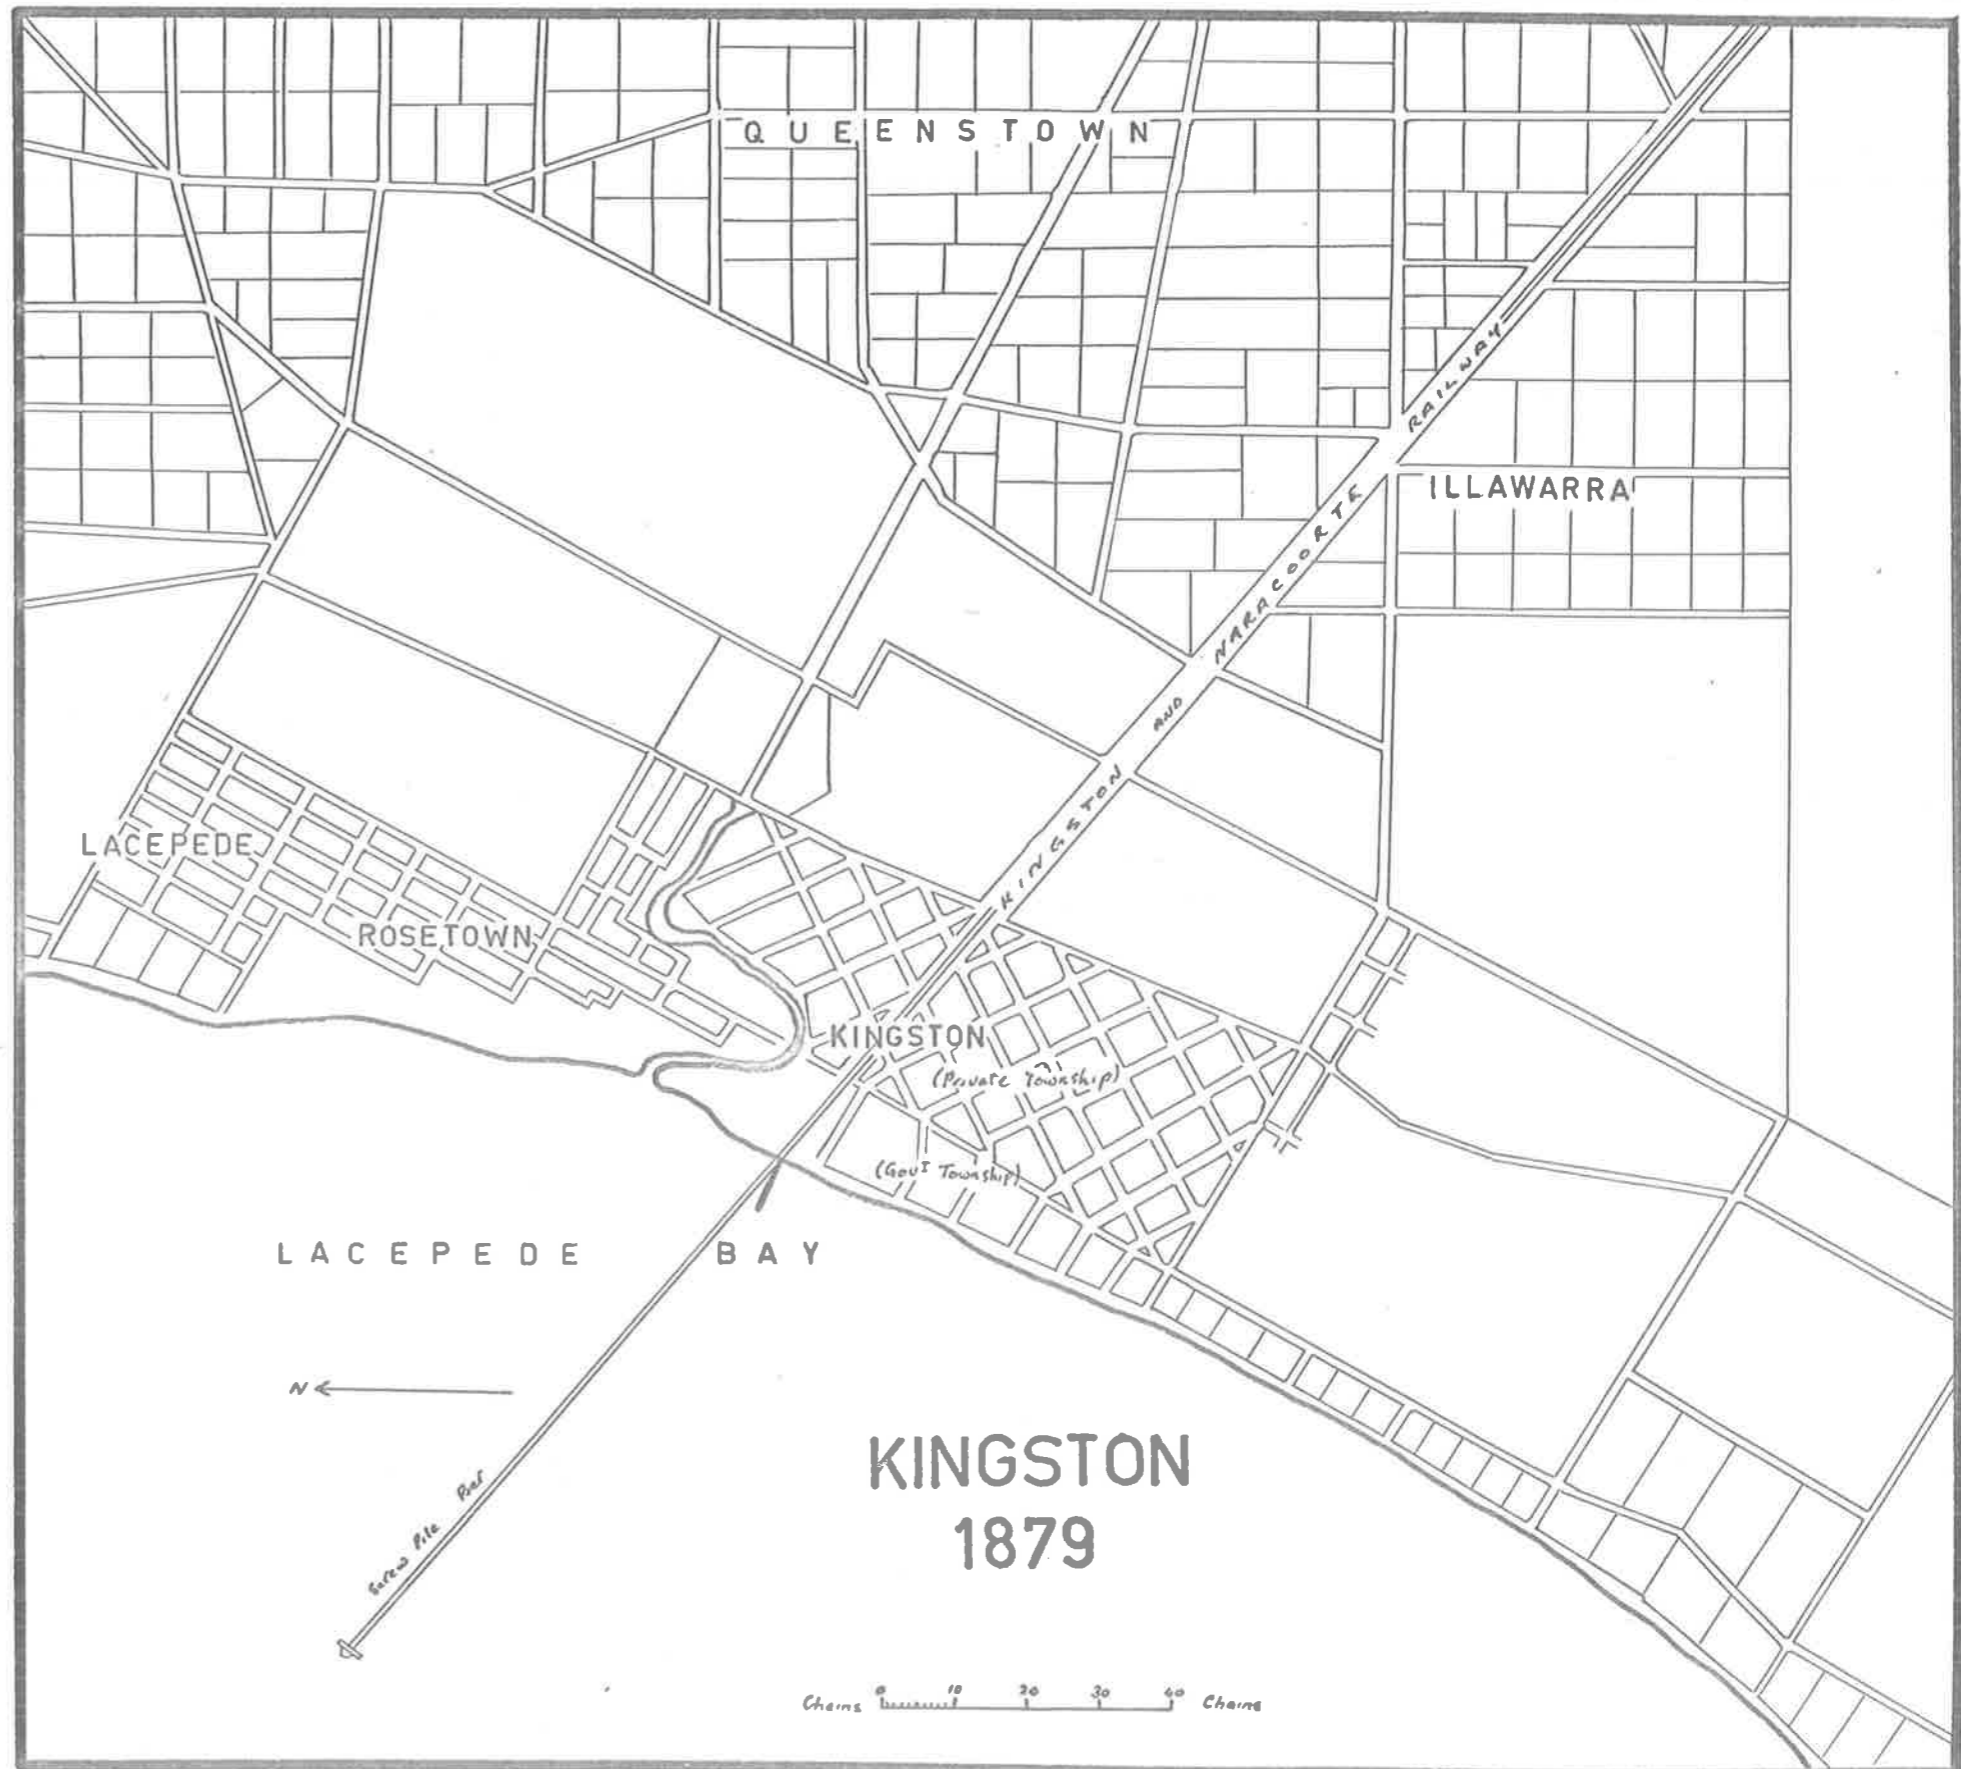 QUEENSTOWN
KINGSTON AND NARACOORTE RAILWAY
ILLAWARRA
LACEPEDE
ROSETOWN
KINGSTON
(Private Township)
(Govt Township)
LACEPEDE BAY
N
Screw Pile Pier
KINGSTON
1879
Chains 0 10 20 30 40 Chains